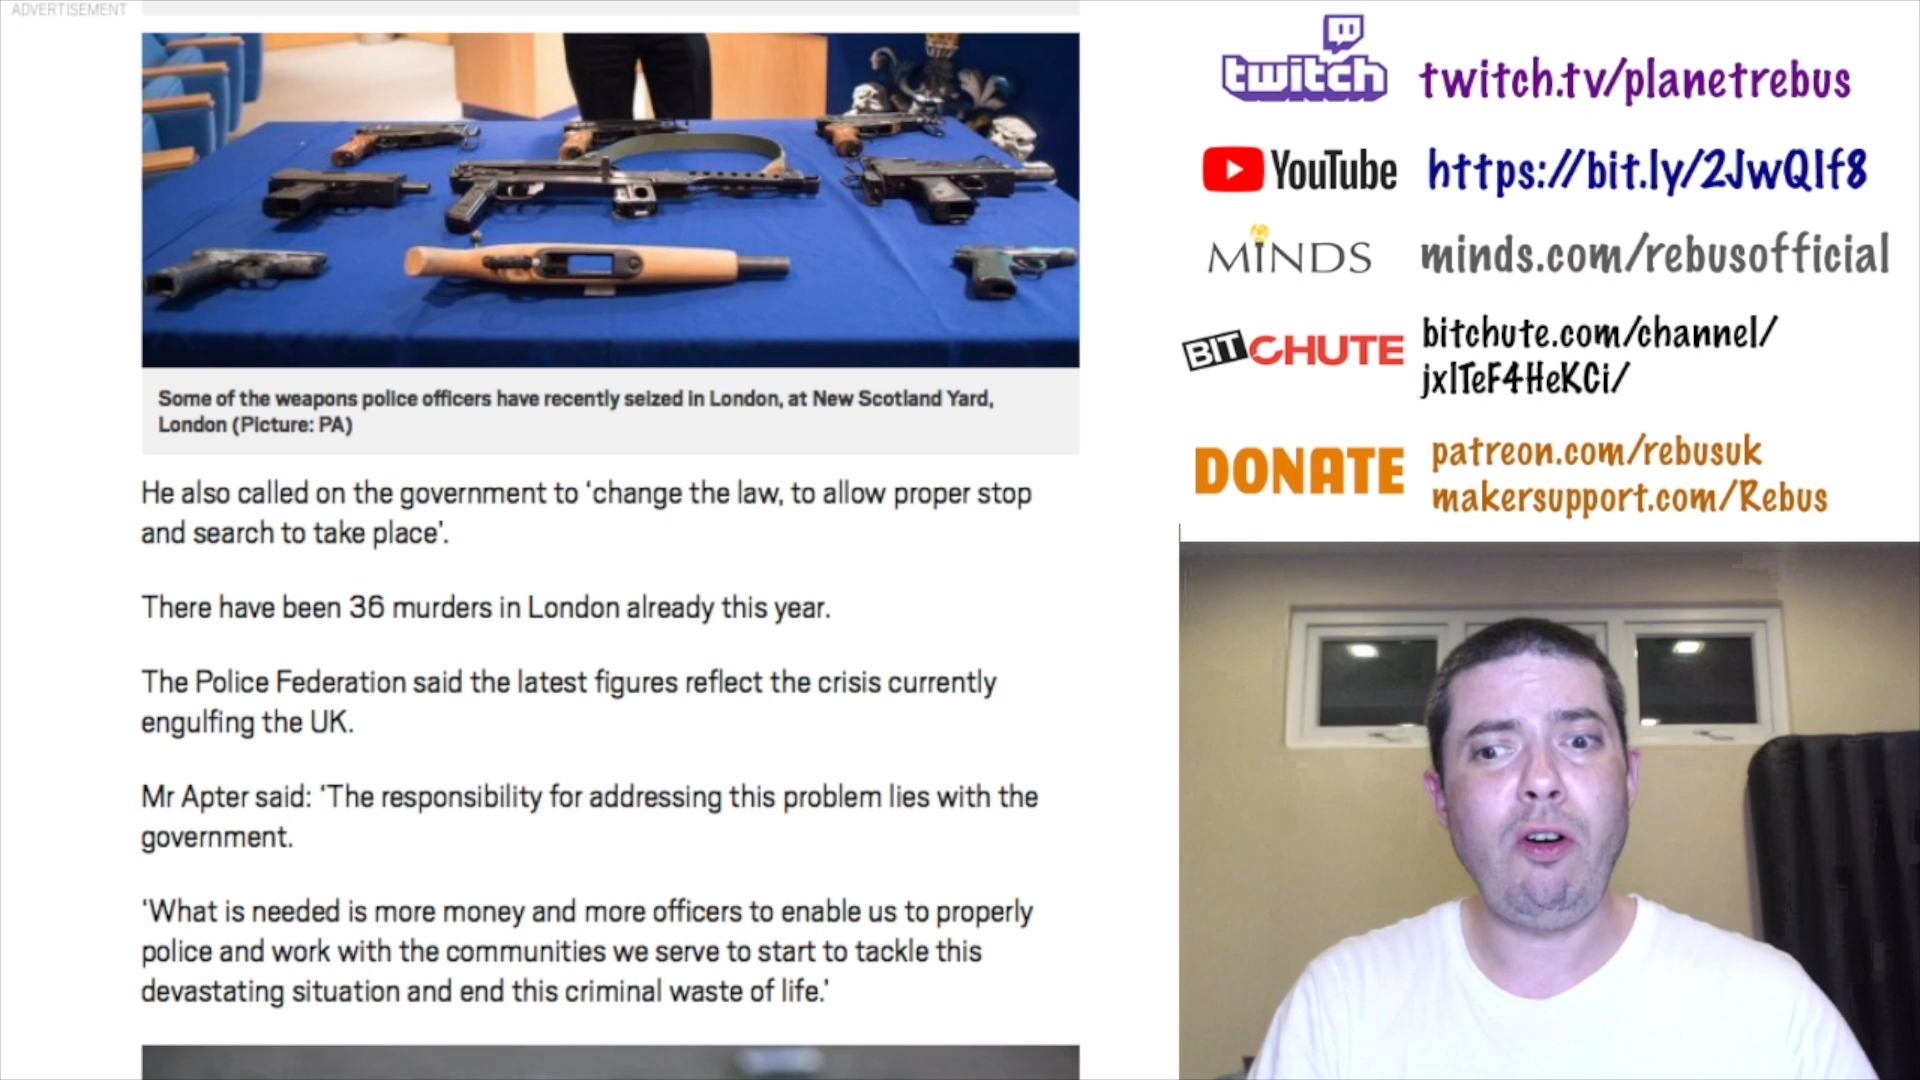 ADVERTISEMENT
Some of the weapons police officers have recently seized in London, at New Scotland Yard,
London (Picture: PA)
He also called on the government to ‘change the law, to allow proper stop
and search to take place’.
There have been 36 murders in London already this year.
The Police Federation said the latest figures reflect the crisis currently
engulfing the UK.
Mr Apter said: ‘The responsibility for addressing this problem lies with the
government.
‘What is needed is more money and more officers to enable us to properly
police and work with the communities we serve to start to tackle this
devastating situation and end this criminal waste of life.’
twitch twitch.tv/planetrebus
YouTube https://bit.ly/2JwQIf8
MINDS minds.com/rebusofficial
BITCHUTE bitchute.com/channel/
jxITeF4HeKCi/
DONATE patreon.com/rebusuk
makersupport.com/Rebus